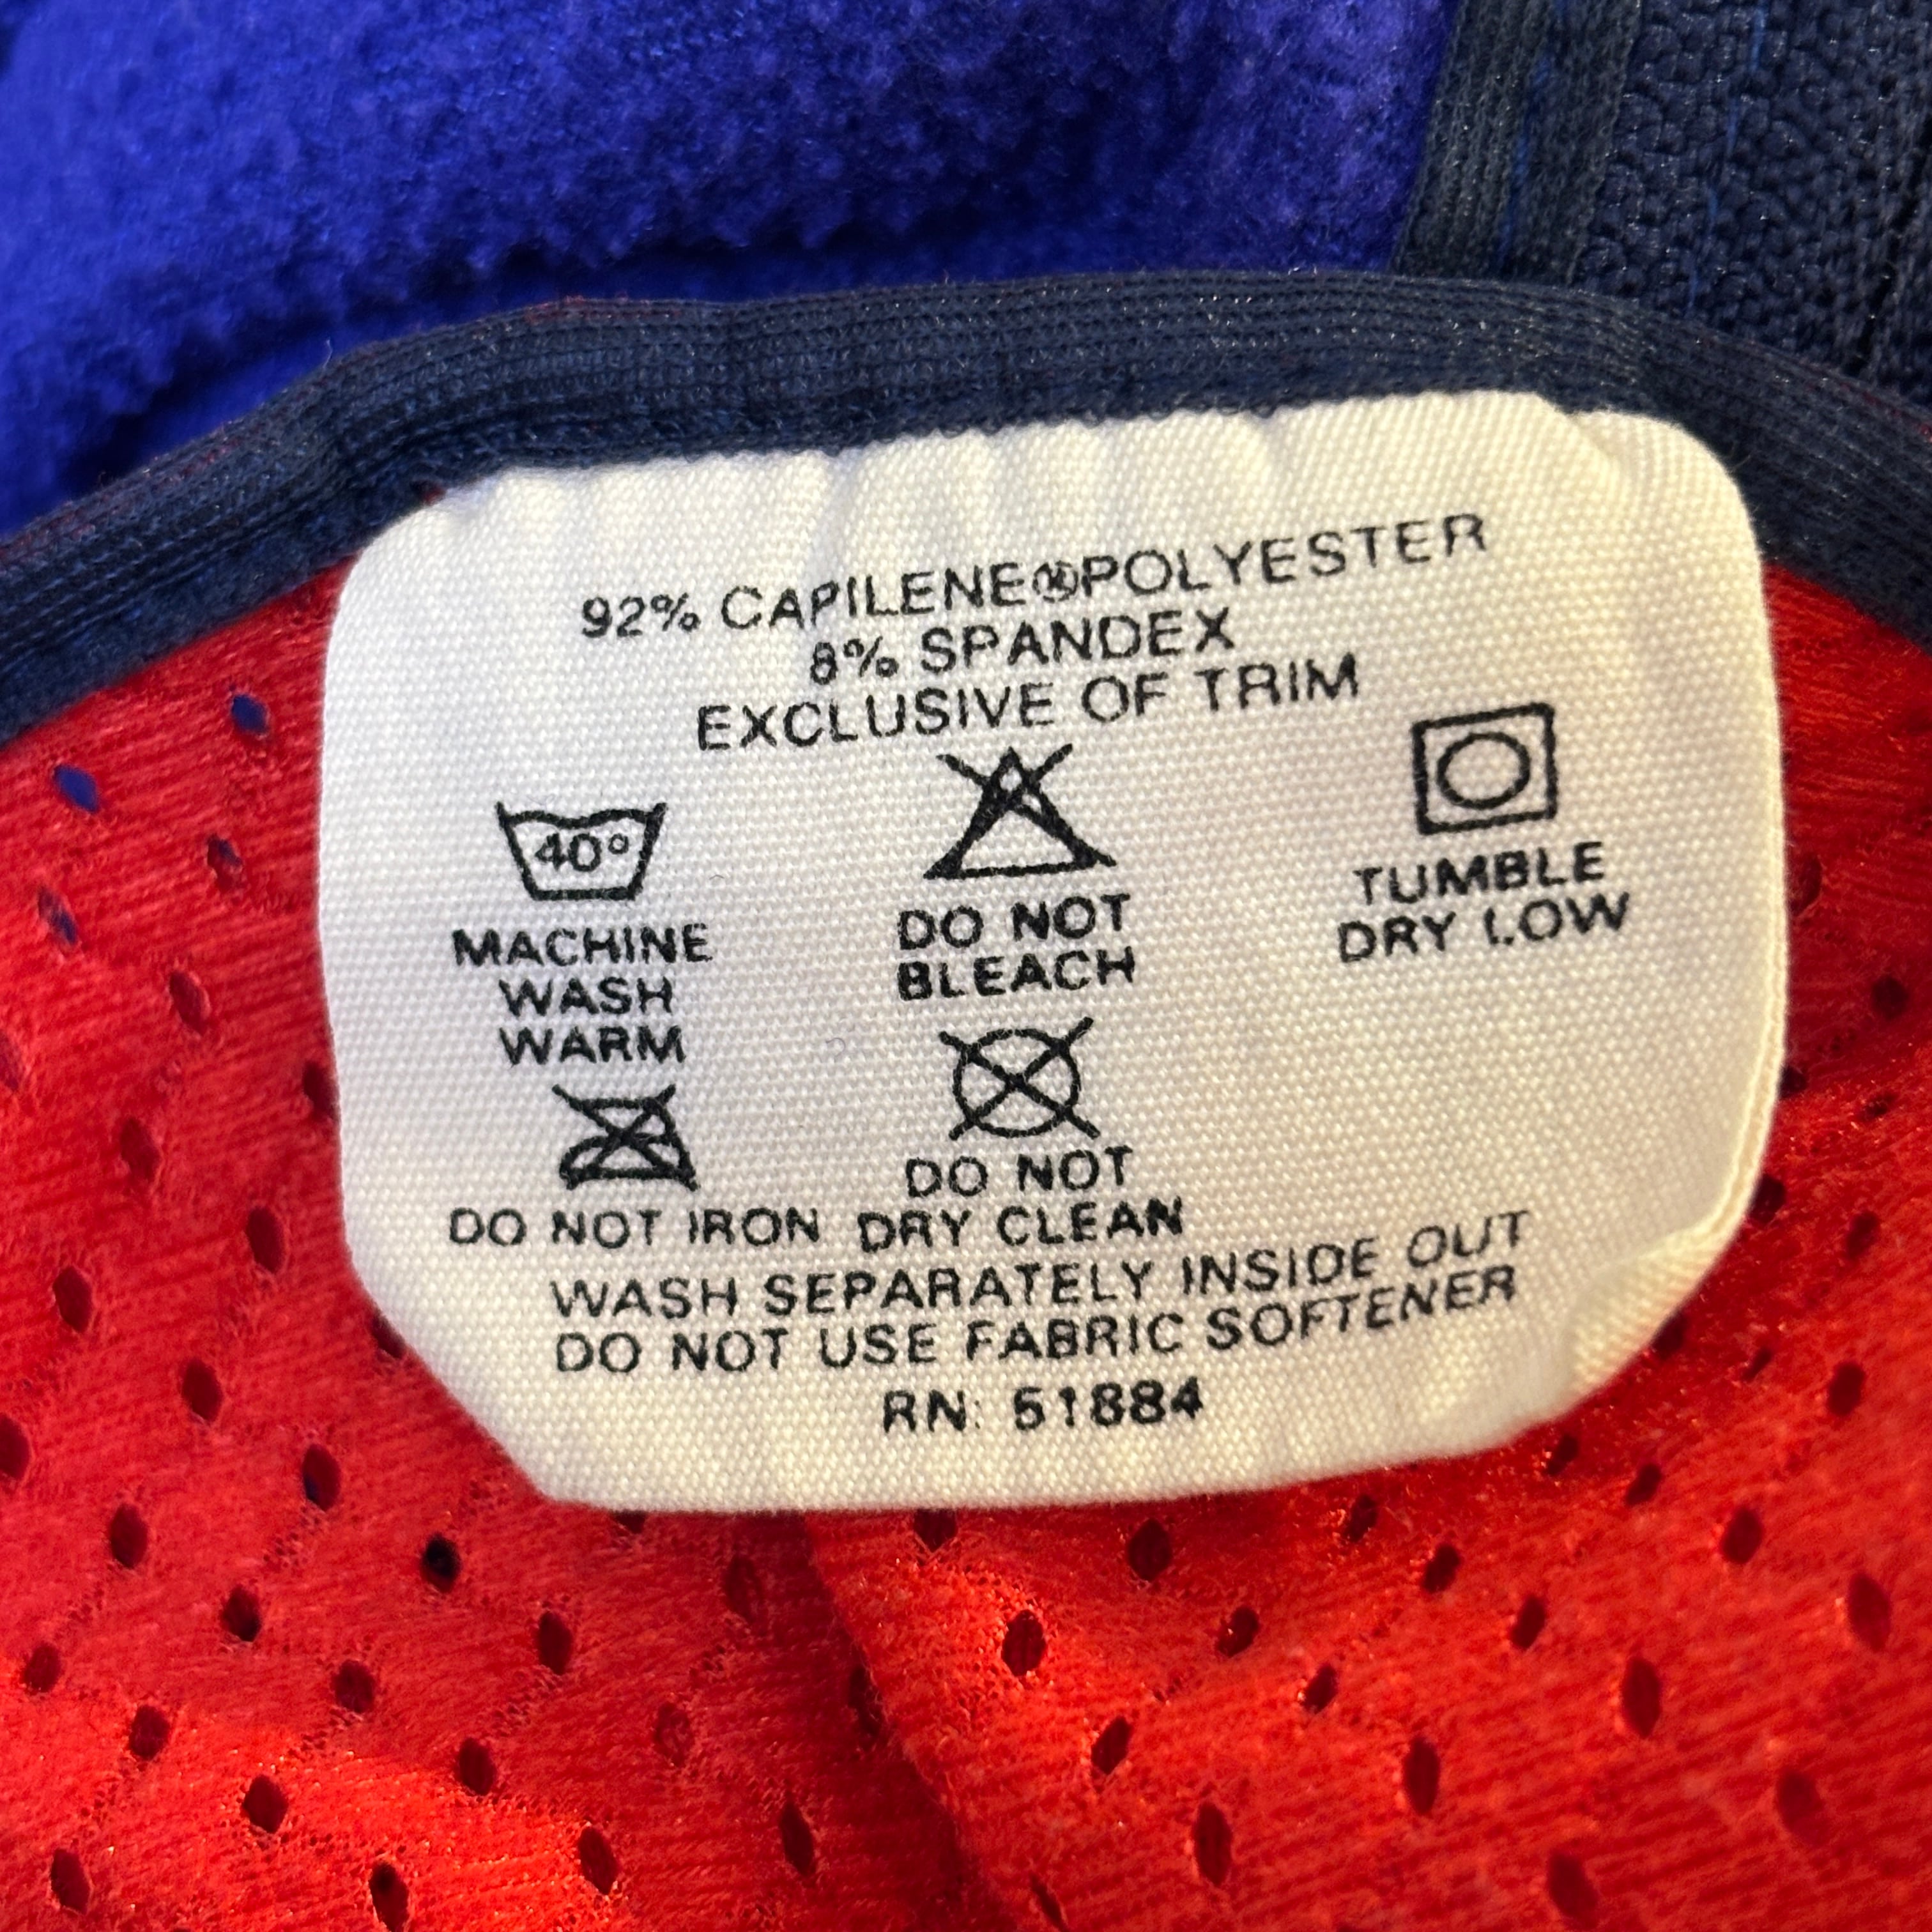 92% CAPILENE®POLYESTER
8% SPANDEX
EXCLUSIVE OF TRIM
40°
MACHINE
WASH
WARM
DO NOT
BLEACH
TUMBLE
DRY LOW
DO NOT IRON
DO NOT
DRY CLEAN
WASH SEPARATELY INSIDE OUT
DO NOT USE FABRIC SOFTENER
RN: 51884